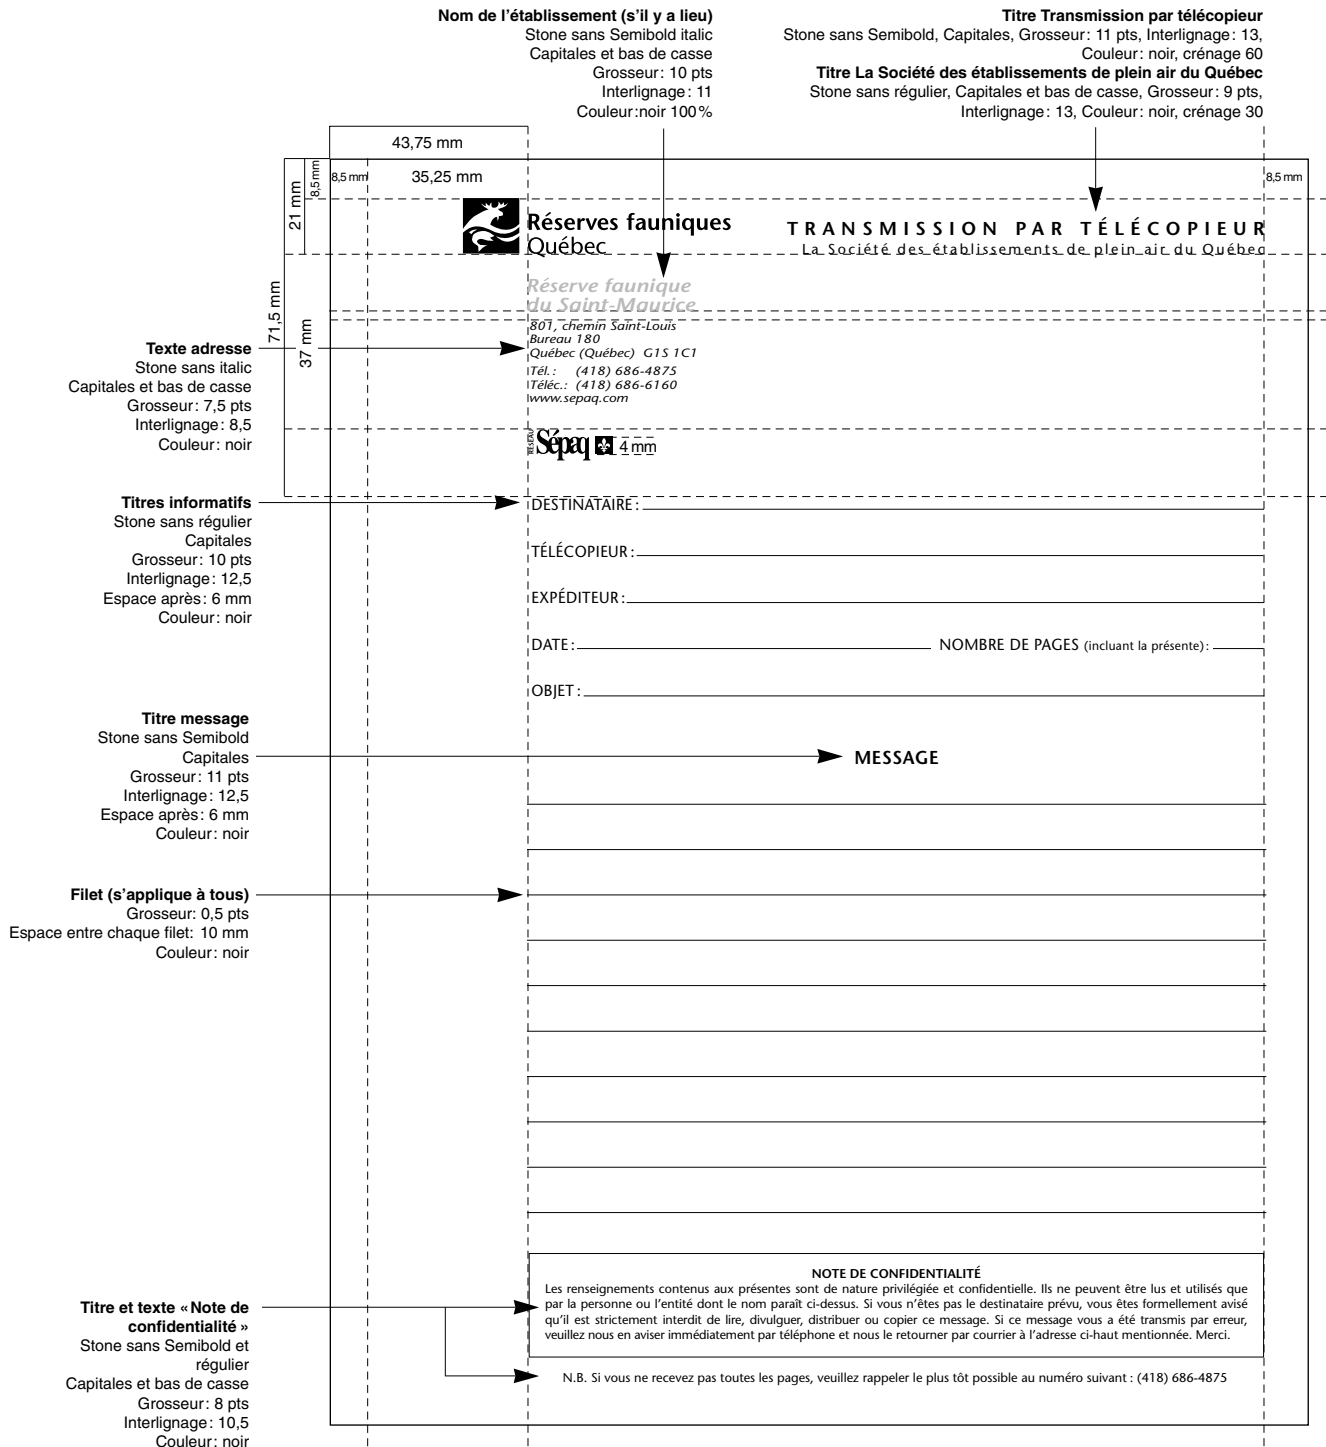 Nom de l'établissement (s'il y a lieu)
Stone sans Semibold italic
Capitales et bas de casse
Grosseur: 10 pts
Interlignage: 11
Couleur:noir 100%
Titre Transmission par télécopieur
Stone sans Semibold, Capitales, Grosseur: 11 pts, Interlignage: 13,
Couleur: noir, crénage 60
Titre La Société des établissements de plein air du Québec
Stone sans régulier, Capitales et bas de casse, Grosseur: 9 pts,
Interlignage: 13, Couleur: noir, crénage 30
43,75 mm
8,5 mm
35,25 mm
8,5 mm
8,5 mm
21 mm
71,5 mm
37 mm
Réserves fauniques
Québec
TRANSMISSION PAR TÉLÉCOPIEUR
La Société des établissements de plein air du Québec
Réserve faunique
du Saint-Maurice
801, chemin Saint-Louis
Bureau 180
Québec (Québec) G1S 1C1
Tél.: (418) 686-4875
Téléc.: (418) 686-6160
www.sepaq.com
RÉSEAU
Sépaq
4 mm
Texte adresse
Stone sans italic
Capitales et bas de casse
Grosseur: 7,5 pts
Interlignage: 8,5
Couleur: noir
Titres informatifs
Stone sans régulier
Capitales
Grosseur: 10 pts
Interlignage: 12,5
Espace après: 6 mm
Couleur: noir
DESTINATAIRE:
TÉLÉCOPIEUR:
EXPÉDITEUR:
DATE: NOMBRE DE PAGES (incluant la présente):
OBJET:
Titre message
Stone sans Semibold
Capitales
Grosseur: 11 pts
Interlignage: 12,5
Espace après: 6 mm
Couleur: noir
MESSAGE
Filet (s'applique à tous)
Grosseur: 0,5 pts
Espace entre chaque filet: 10 mm
Couleur: noir
NOTE DE CONFIDENTIALITÉ
Les renseignements contenus aux présentes sont de nature privilégiée et confidentielle. Ils ne peuvent être lus et utilisés que
par la personne ou l'entité dont le nom paraît ci-dessus. Si vous n'êtes pas le destinataire prévu, vous êtes formellement avisé
qu'il est strictement interdit de lire, divulguer, distribuer ou copier ce message. Si ce message vous a été transmis par erreur,
veuillez nous en aviser immédiatement par téléphone et nous le retourner par courrier à l'adresse ci-haut mentionnée. Merci.
N.B. Si vous ne recevez pas toutes les pages, veuillez rappeler le plus tôt possible au numéro suivant : (418) 686-4875
Titre et texte «Note de
confidentialité»
Stone sans Semibold et
régulier
Capitales et bas de casse
Grosseur: 8 pts
Interlignage: 10,5
Couleur: noir